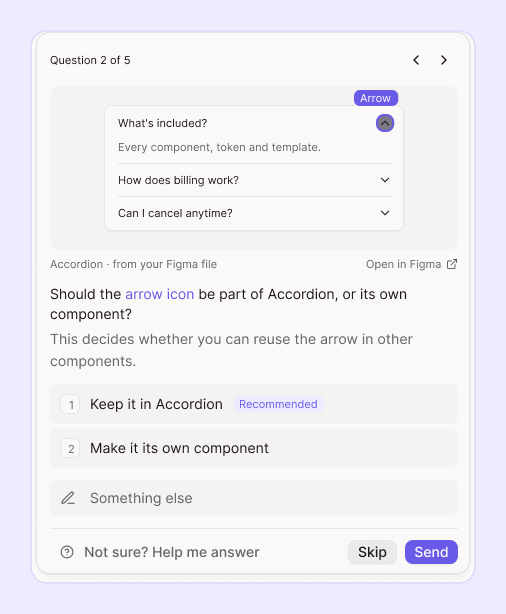 Question 2 of 5
Arrow
What's included?
Every component, token and template.
How does billing work?
Can I cancel anytime?
Accordion · from your Figma file
Open in Figma
Should the arrow icon be part of Accordion, or its own
component?
This decides whether you can reuse the arrow in other
components.
1 Keep it in Accordion Recommended
2 Make it its own component
Something else
Not sure? Help me answer
Skip
Send